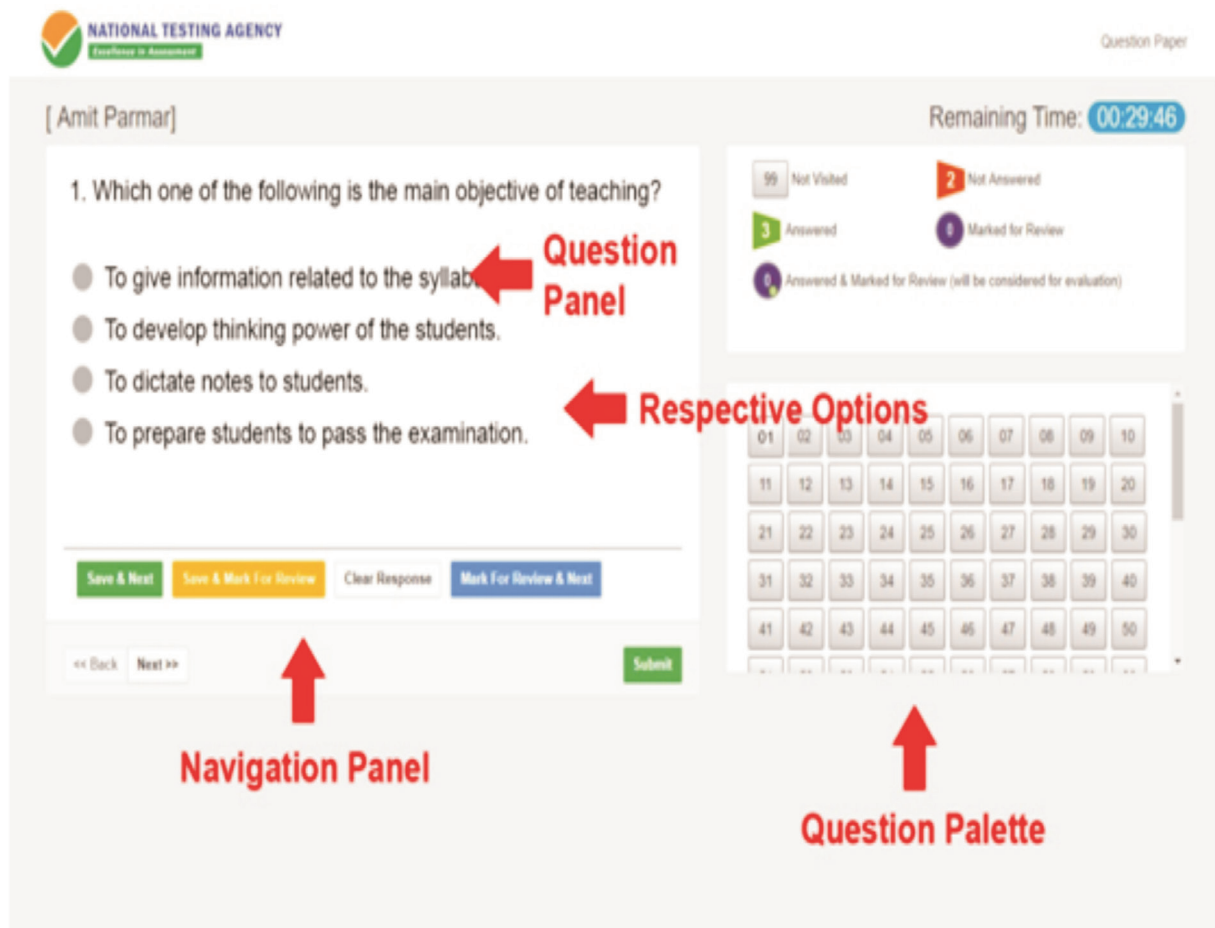 NATIONAL TESTING AGENCY
Excellence in Assessment
Question Paper
[ Amit Parmar]
Remaining Time: 00:29:46
1. Which one of the following is the main objective of teaching?
To give information related to the syllab
To develop thinking power of the students.
To dictate notes to students.
To prepare students to pass the examination.
Question
Panel
Respective Options
99 Not Visited
2 Not Answered
3 Answered
0 Marked for Review
0 Answered & Marked for Review (will be considered for evaluation)
01 02 03 04 05 06 07 08 09 10
11 12 13 14 15 16 17 18 19 20
21 22 23 24 25 26 27 28 29 30
31 32 33 34 35 36 37 38 39 40
41 42 43 44 45 46 47 48 49 50
Save & Next Save & Mark For Review Clear Response Mark For Review & Next
<< Back Next >> Submit
Navigation Panel
Question Palette